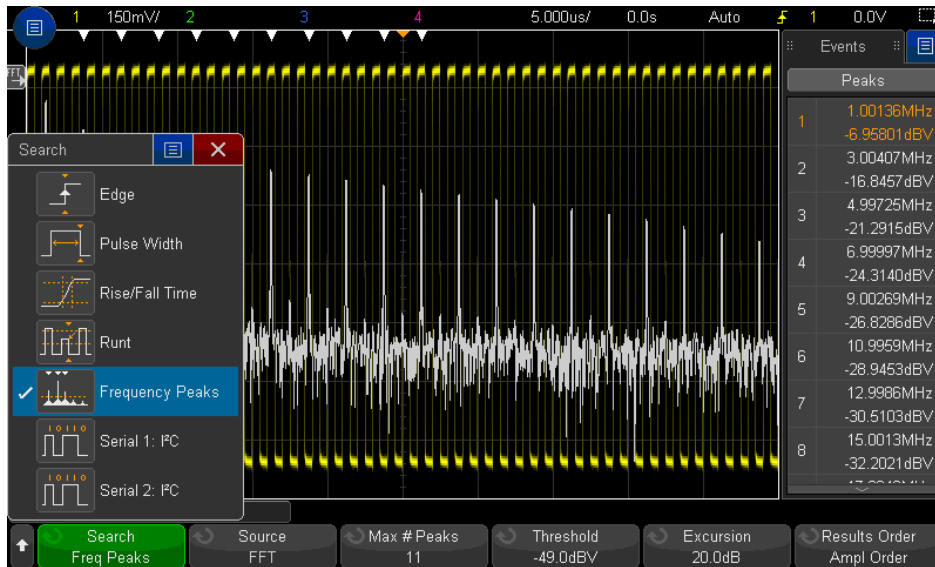 1 150mV/ 2 3 4 5.000us/ 0.0s Auto 1 0.0V
FFT
Events
Peaks
1 1.00136MHz
-6.95801dBV
2 3.00407MHz
-16.8457dBV
3 4.99725MHz
-21.2915dBV
4 6.99997MHz
-24.3140dBV
5 9.00269MHz
-26.8286dBV
6 10.9959MHz
-28.9453dBV
7 12.9986MHz
-30.5103dBV
8 15.0013MHz
-32.2021dBV
Search
Edge
Pulse Width
Rise/Fall Time
Runt
Frequency Peaks
10110
Serial 1: I²C
10110
Serial 2: I²C
Search
Freq Peaks
Source
FFT
Max # Peaks
11
Threshold
-49.0dBV
Excursion
20.0dB
Results Order
Ampl Order